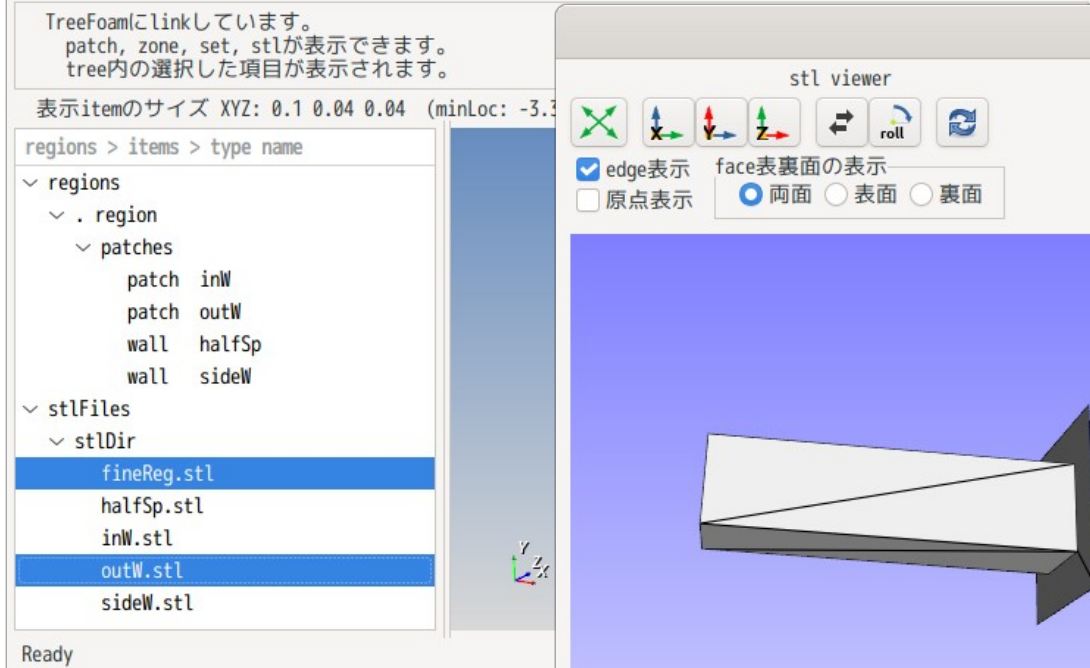 TreeFoamにlinkしています。
patch, zone, set, stlが表示できます。
tree内の選択した項目が表示されます。
表示itemのサイズ XYZ: 0.1 0.04 0.04 (minLoc: -3.3
regions > items > type name
regions
. region
patches
patch inW
patch outW
wall halfSp
wall sideW
stlFiles
stlDir
fineReg.stl
halfSp.stl
inW.stl
outW.stl
sideW.stl
Ready
Y
Z
X
stl viewer
X
Y
Z
roll
edge表示
原点表示
face表裏面の表示
両面 表面 裏面